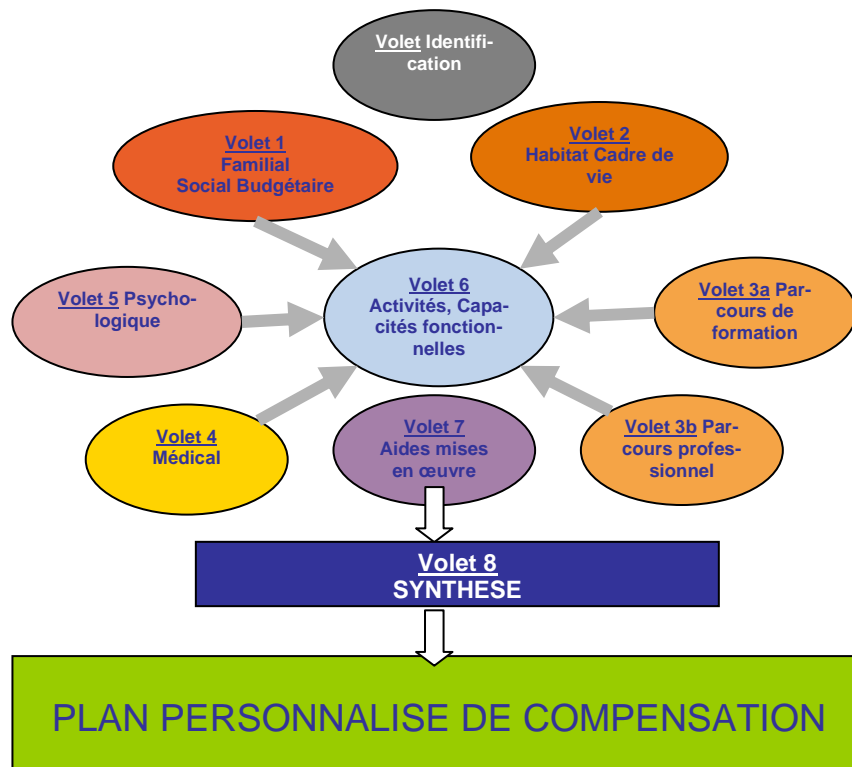 Volet Identifi-
cation
Volet 1
Familial
Social Budgétaire
Volet 2
Habitat Cadre de
vie
Volet 5 Psycho-
logique
Volet 6
Activités, Capa-
cités fonction-
nelles
Volet 3a Par-
cours de
formation
Volet 4
Médical
Volet 7
Aides mises
en œuvre
Volet 3b Par-
cours profes-
sionnel
Volet 8
SYNTHESE
PLAN PERSONNALISE DE COMPENSATION